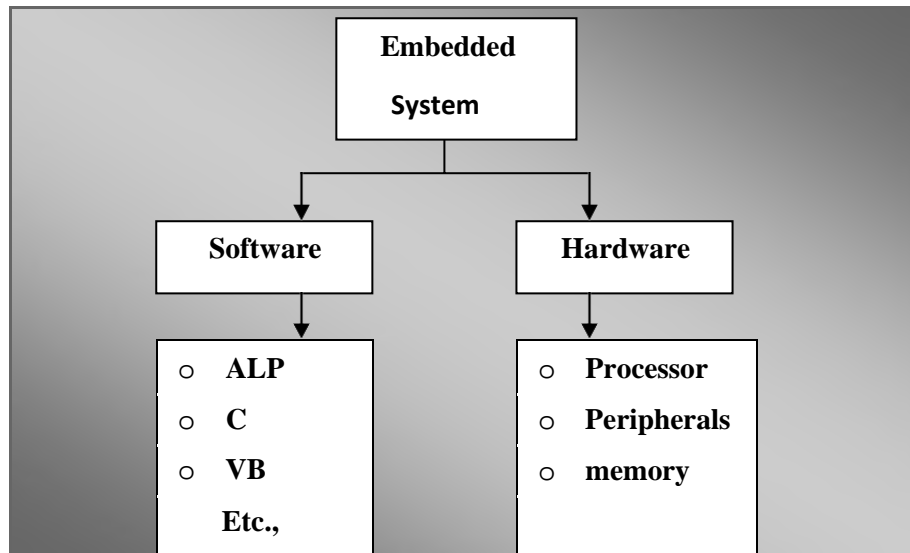 Embedded
System
Software
Hardware
o ALP
o C
o VB
Etc.,
o Processor
o Peripherals
o memory